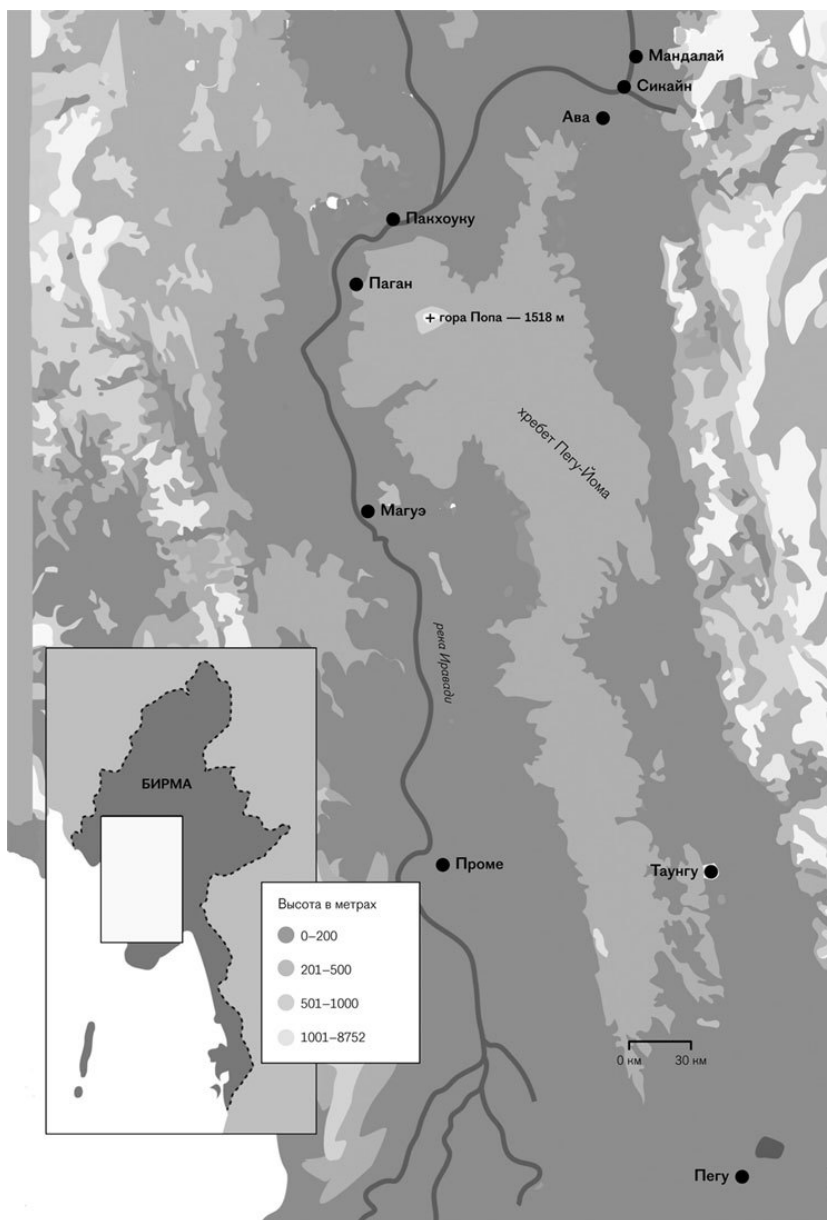 Мандалай
Сикайн
Ава
Пакхоуку
Паган
+ гора Попа — 1518 м
хребет Пегу-Йома
Магуэ
река Иравади
БИРМА
Проме
Таунгу
Высота в метрах
0–200
201–500
501–1000
1001–8752
0 км 30 км
Пегу